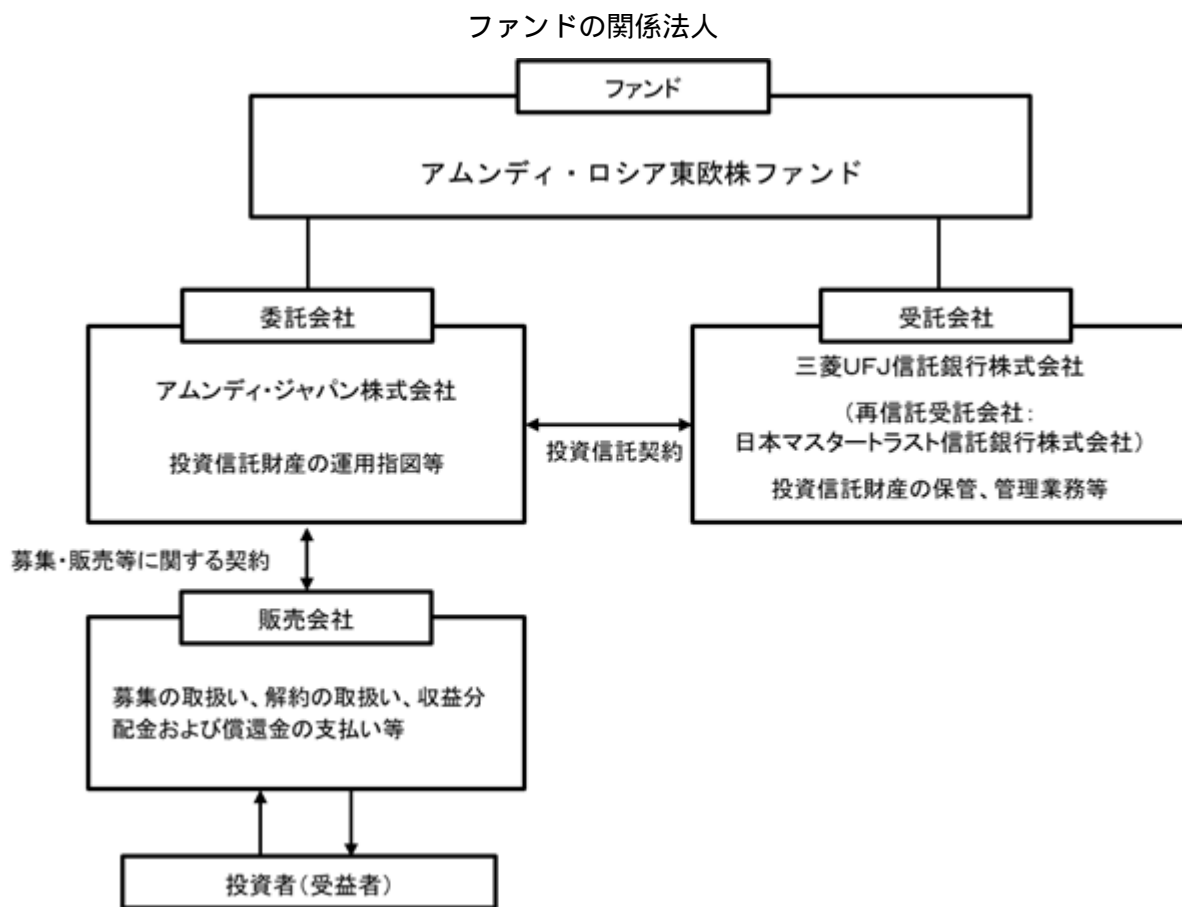 ファンドの関係法人
ファンド
アムンディ・ロシア東欧株ファンド
委託会社
アムンディ・ジャパン株式会社
投資信託財産の運用指図等
投資信託契約
受託会社
三菱UFJ信託銀行株式会社
（再信託受託会社：
日本マスタートラスト信託銀行株式会社）
投資信託財産の保管、管理業務等
募集・販売等に関する契約
販売会社
募集の取扱い、解約の取扱い、収益分
配金および償還金の支払い等
投資者（受益者）